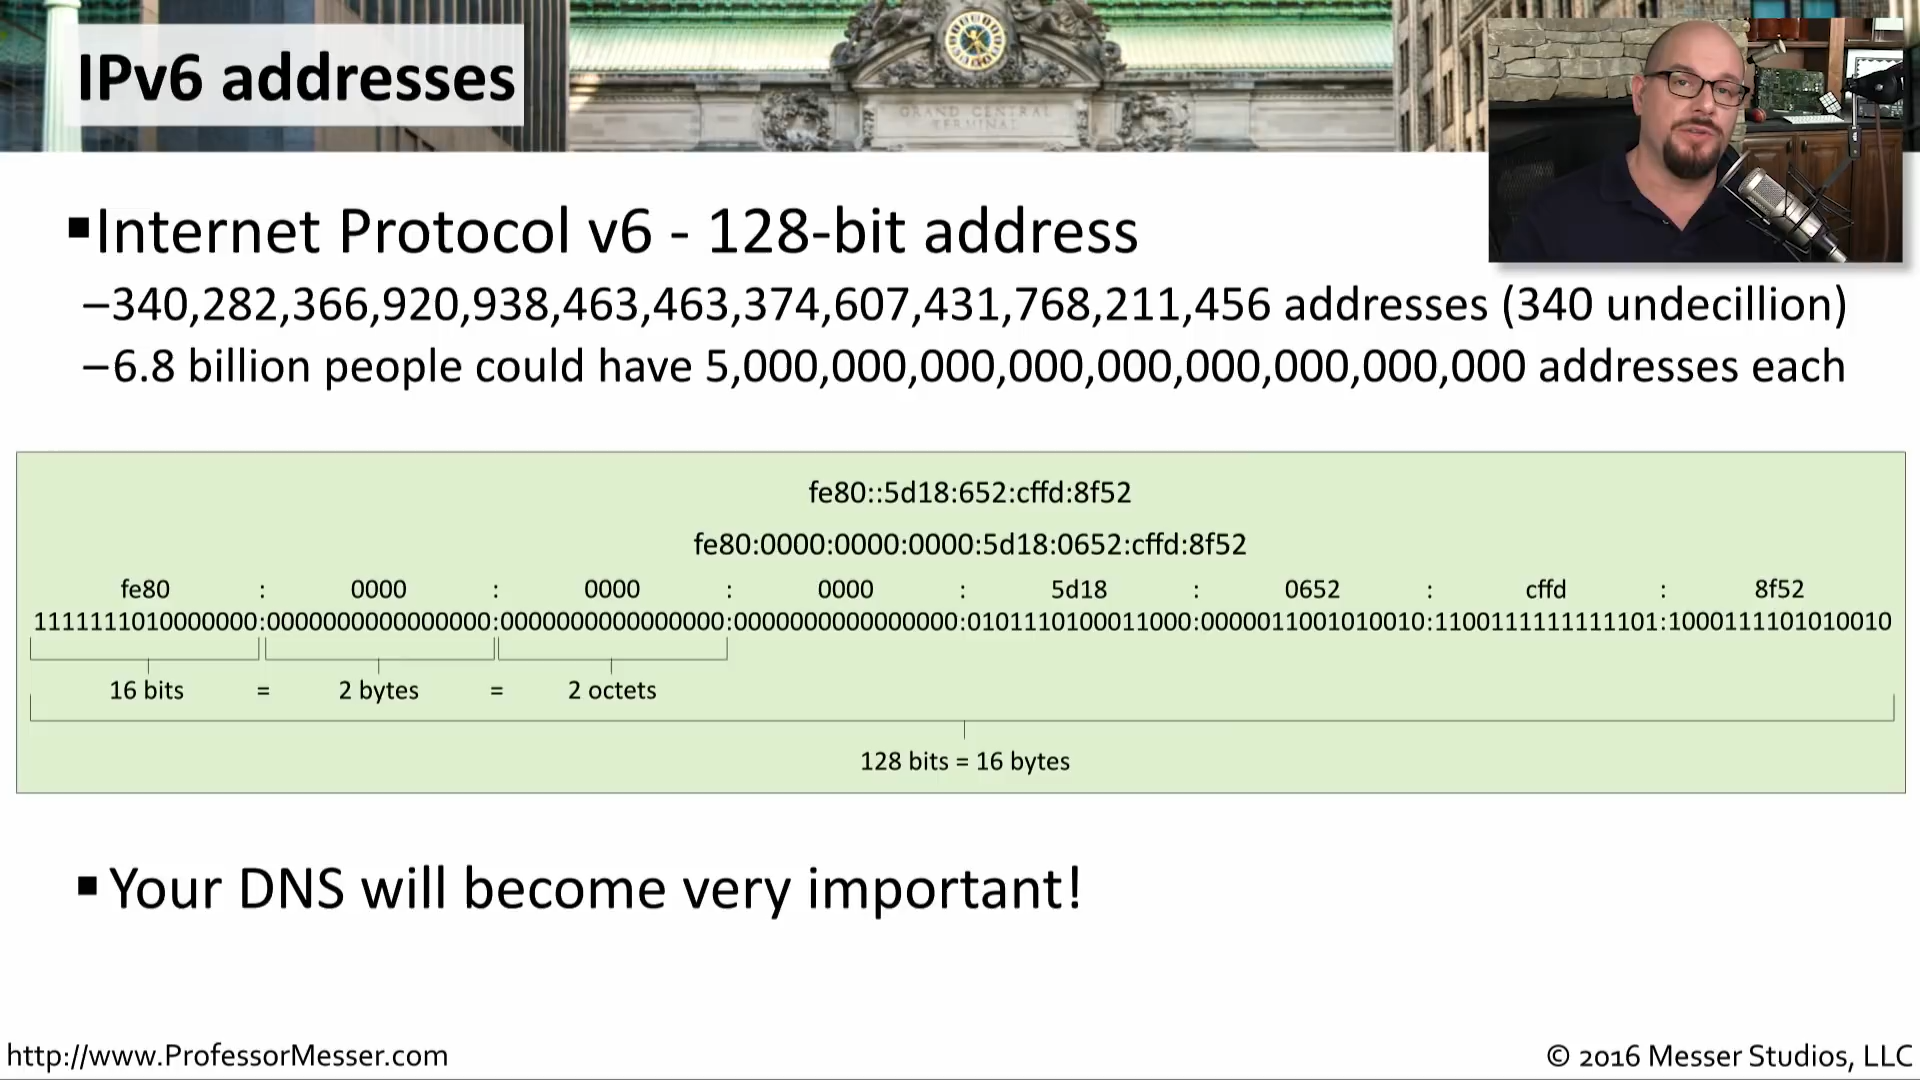 IPv6 addresses
GRAND CENTRAL
TERMINAL
▪Internet Protocol v6 - 128-bit address
–340,282,366,920,938,463,463,374,607,431,768,211,456 addresses (340 undecillion)
–6.8 billion people could have 5,000,000,000,000,000,000,000,000,000 addresses each
fe80::5d18:652:cffd:8f52
fe80:0000:0000:0000:5d18:0652:cffd:8f52
fe80 : 0000 : 0000 : 0000 : 5d18 : 0652 : cffd : 8f52
1111111010000000:0000000000000000:0000000000000000:0000000000000000:0101110100011000:0000011001010010:1100111111111101:1000111101010010
16 bits = 2 bytes = 2 octets
128 bits = 16 bytes
▪ Your DNS will become very important!
http://www.ProfessorMesser.com
© 2016 Messer Studios, LLC